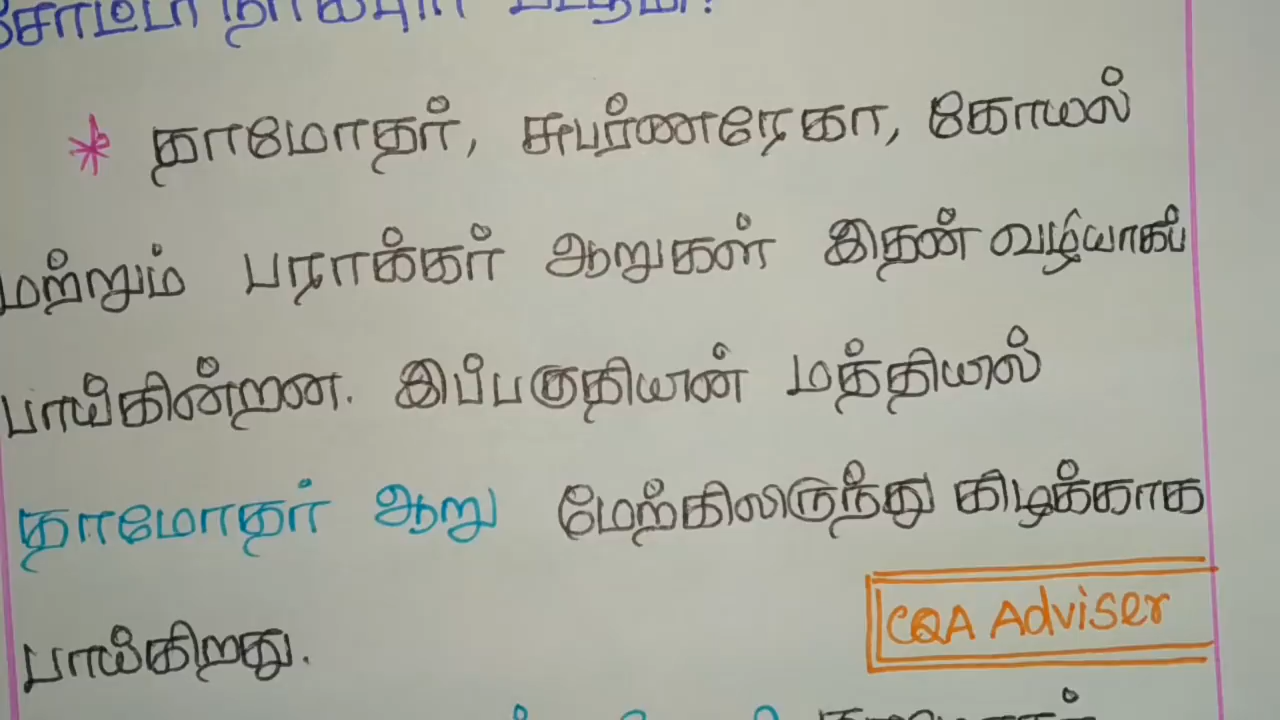 * தாமோதர், சுபர்ணரேகா, கோயல்
மற்றும் பராக்கர் ஆறுகள் இதன் வழியாகப்
பாய்கின்றன. இப்பகுதியின் மத்தியில்
தாமோதர் ஆறு மேற்கிலிருந்து கிழக்காக
பாய்கிறது.
CQA Adviser